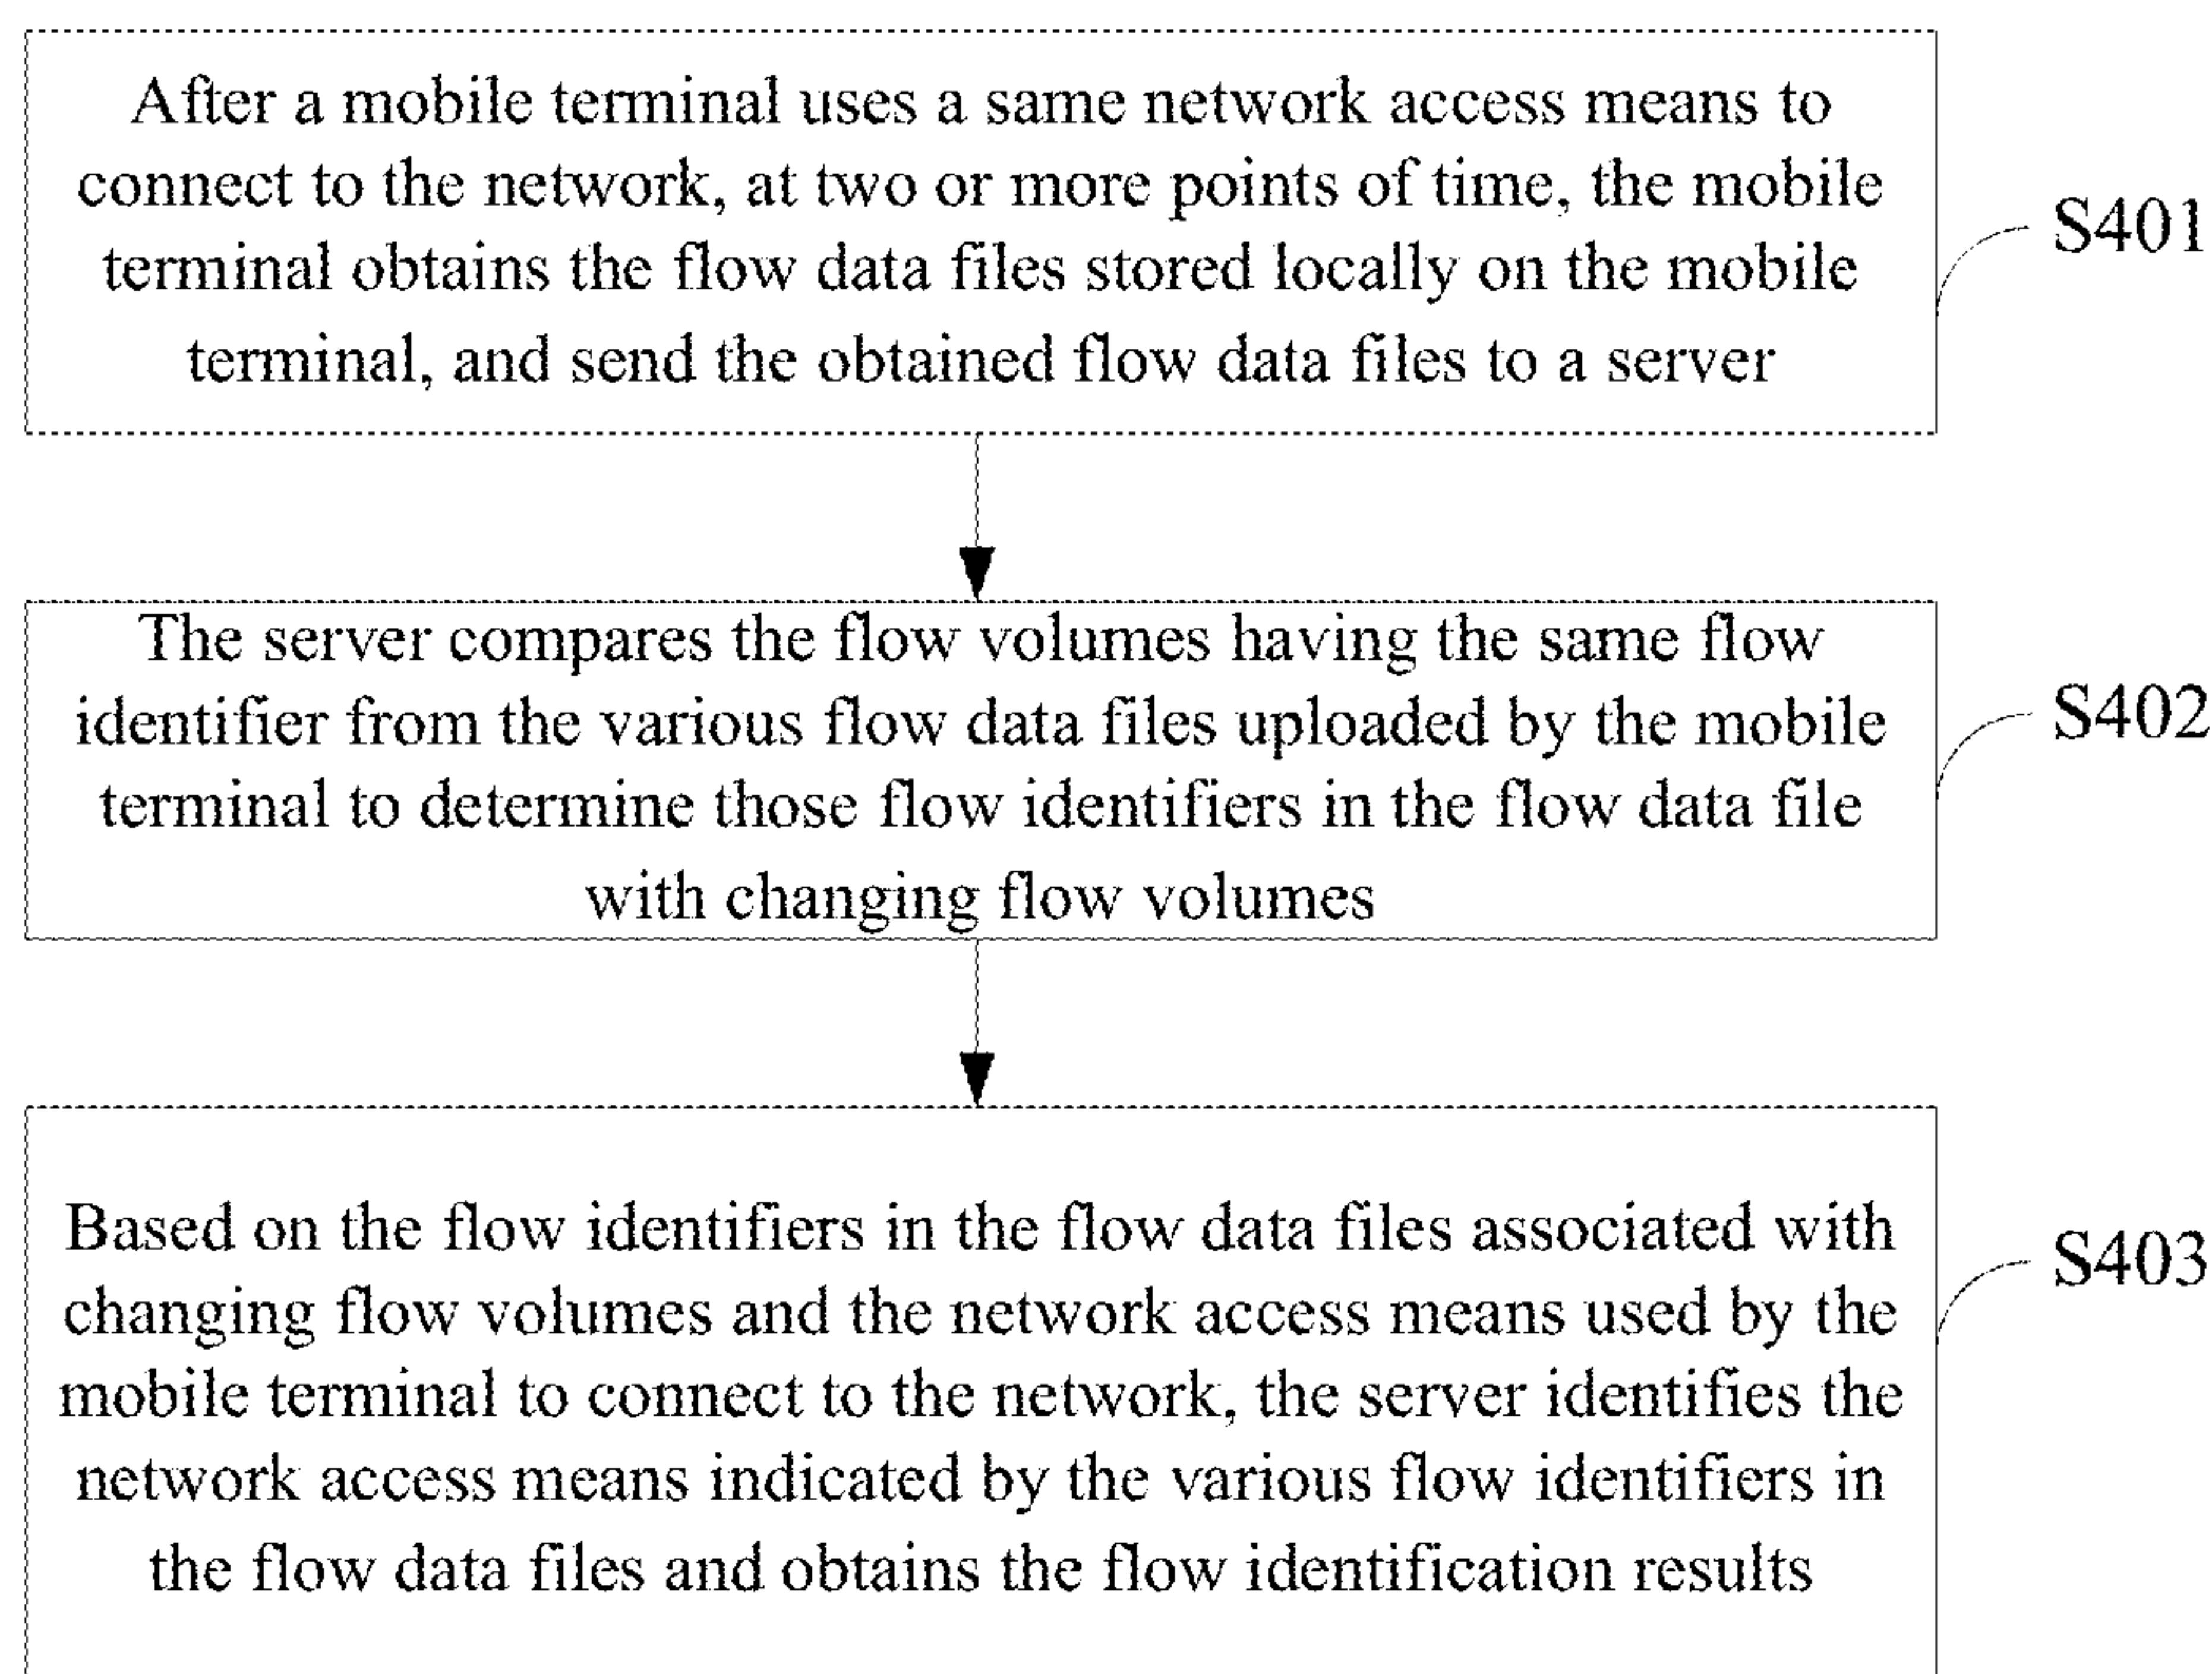 After a mobile terminal uses a same network access means to
connect to the network, at two or more points of time, the mobile
terminal obtains the flow data files stored locally on the mobile
terminal, and send the obtained flow data files to a server
S401
The server compares the flow volumes having the same flow
identifier from the various flow data files uploaded by the mobile
terminal to determine those flow identifiers in the flow data file
with changing flow volumes
S402
Based on the flow identifiers in the flow data files associated with
changing flow volumes and the network access means used by the
mobile terminal to connect to the network, the server identifies the
network access means indicated by the various flow identifiers in
the flow data files and obtains the flow identification results
S403